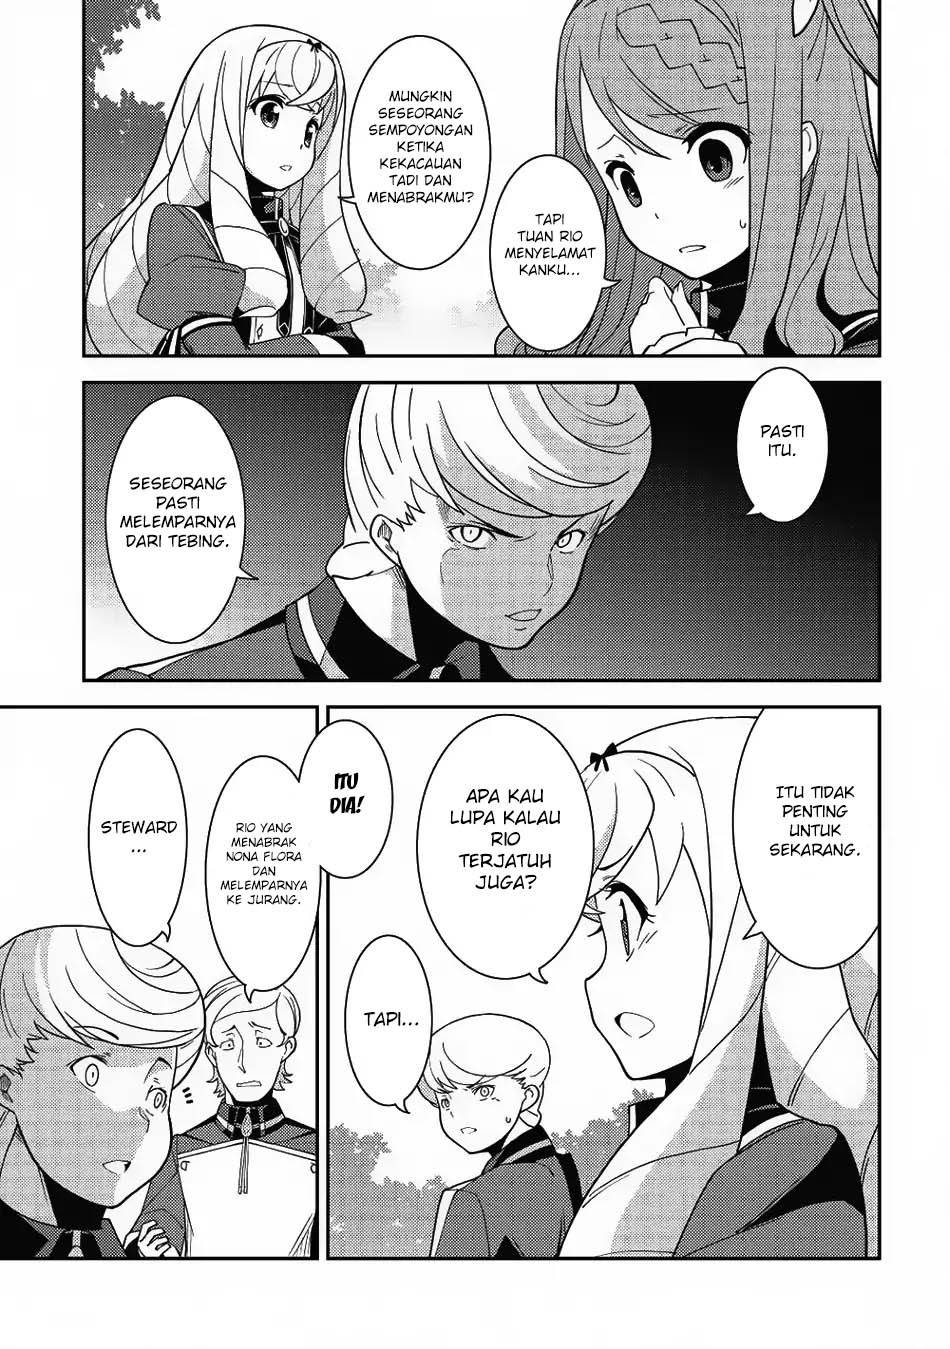 TAPI
TUAN RIO
MENYELAMAT
KANKU...
MUNGKIN
SESEORANG
SEMPOYONGAN
KETIKA
KEKACAUAN
TADI DAN
MENABRAKMU?
PASTI
ITU.
SESEORANG
PASTI
MELEMPARNYA
DARI TEBING.
ITU TIDAK
PENTING
UNTUK
SEKARANG.
APA KAU
LUPA KALAU
RIO
TERJATUH
JUGA?
TAPI...
ITU
DIA!
RIO YANG
MENABRAK
NONA FLORA
DAN
MELEMPARNYA
KE JURANG.
STEWARD
...